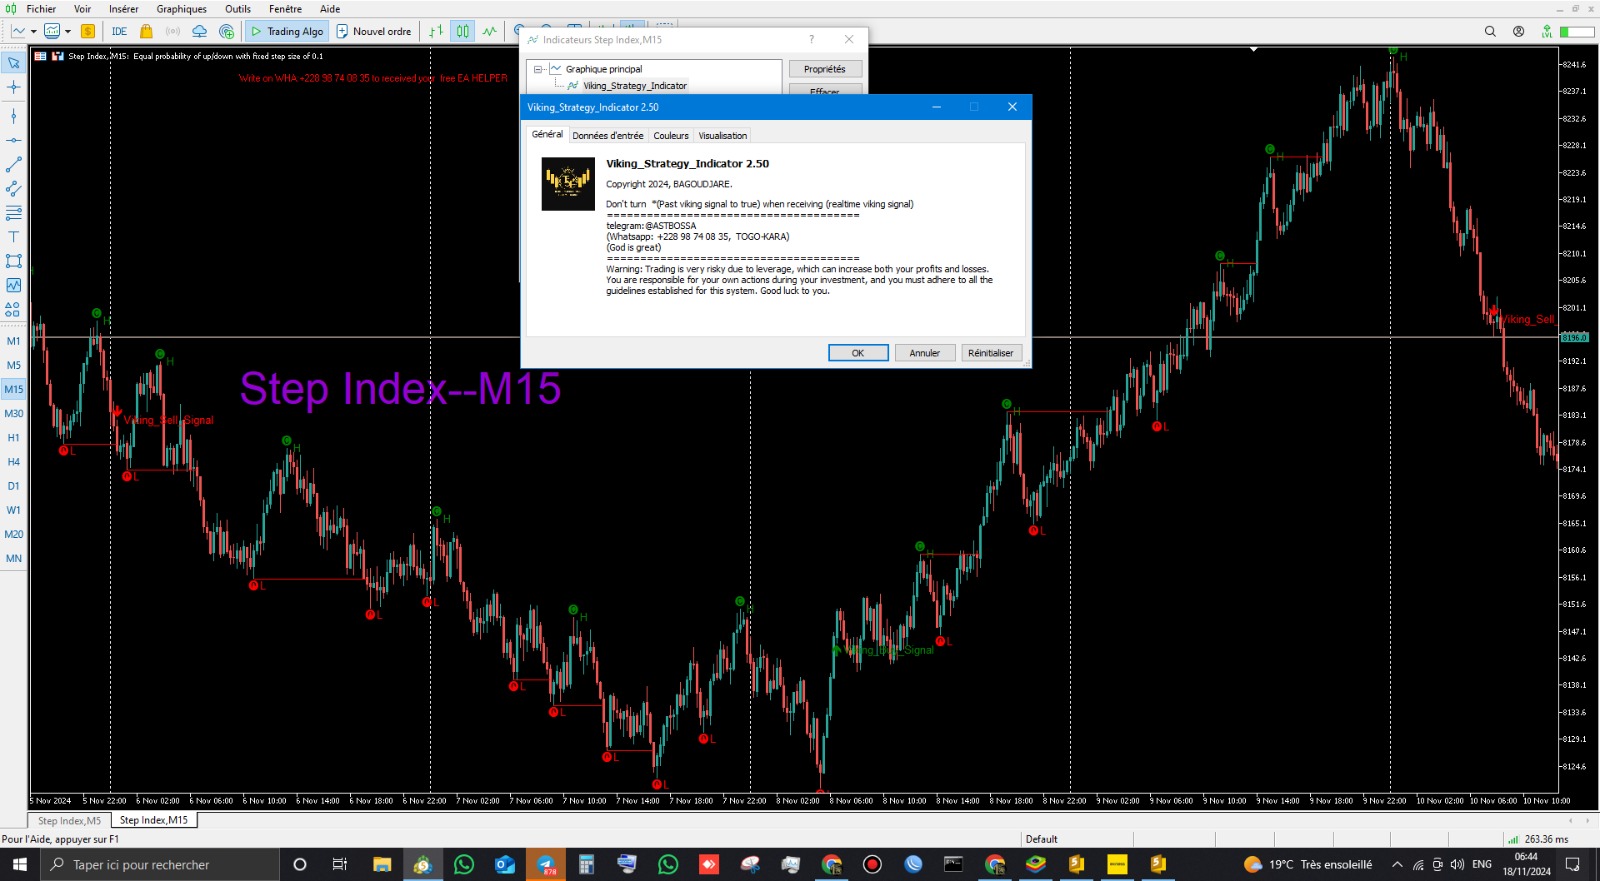 Fichier Voir Insérer Graphiques Outils Fenêtre Aide
IDE Trading Algo Nouvel ordre
Step Index,M15: Equal probability of up/down with fixed step size of 0.1
Write on WHA +228 98 74 08 35 to received your free EA HELPER
Indicateurs Step Index,M15
Graphique principal
Viking_Strategy_Indicator
Propriétés
Effacer
Viking_Strategy_Indicator 2.50
Général Données d'entrée Couleurs Visualisation
Viking_Strategy_Indicator 2.50
Copyright 2024, BAGOUDJARE.
Don't turn *(Past viking signal to true) when receiving (realtime viking signal)
=====================================
telegram:@ASTBOSSA
(Whatsapp: +228 98 74 08 35, TOGO-KARA)
(God is great)
=====================================
Warning: Trading is very risky due to leverage, which can increase both your profits and losses.
You are responsible for your own actions during your investment, and you must adhere to all the
guidelines established for this system. Good luck to you.
OK Annuler Réinitialiser
Step Index--M15
Viking_Sell_Signal
Viking_Buy_Signal
Viking_Sell_
M1
M5
M15
M30
H1
H4
D1
W1
M20
MN
8241.6
8237.1
8232.6
8228.1
8223.6
8219.1
8214.1
8210.1
8205.6
8201.1
8196.0
8192.1
8187.6
8183.1
8178.6
8174.1
8169.6
8165.1
8160.6
8156.1
8151.6
8147.1
8142.6
8138.1
8133.6
8129.1
8124.6
5 Nov 2024 5 Nov 22:00 6 Nov 02:00 6 Nov 06:00 6 Nov 10:00 6 Nov 14:00 6 Nov 18:00 6 Nov 22:00 7 Nov 02:00 7 Nov 06:00 7 Nov 10:00 7 Nov 14:00 7 Nov 18:00 7 Nov 22:00 8 Nov 02:00 8 Nov 06:00 8 Nov 10:00 8 Nov 14:00 8 Nov 18:00 8 Nov 22:00 9 Nov 02:00 9 Nov 06:00 9 Nov 10:00 9 Nov 14:00 9 Nov 18:00 9 Nov 22:00 10 Nov 02:00 10 Nov 06:00 10 Nov 10:00
Step Index,M5 Step Index,M15
Pour l'Aide, appuyer sur F1 Default 263.36 ms
Taper ici pour rechercher
878
19°C Très ensoleillé ENG
06:44
18/11/2024